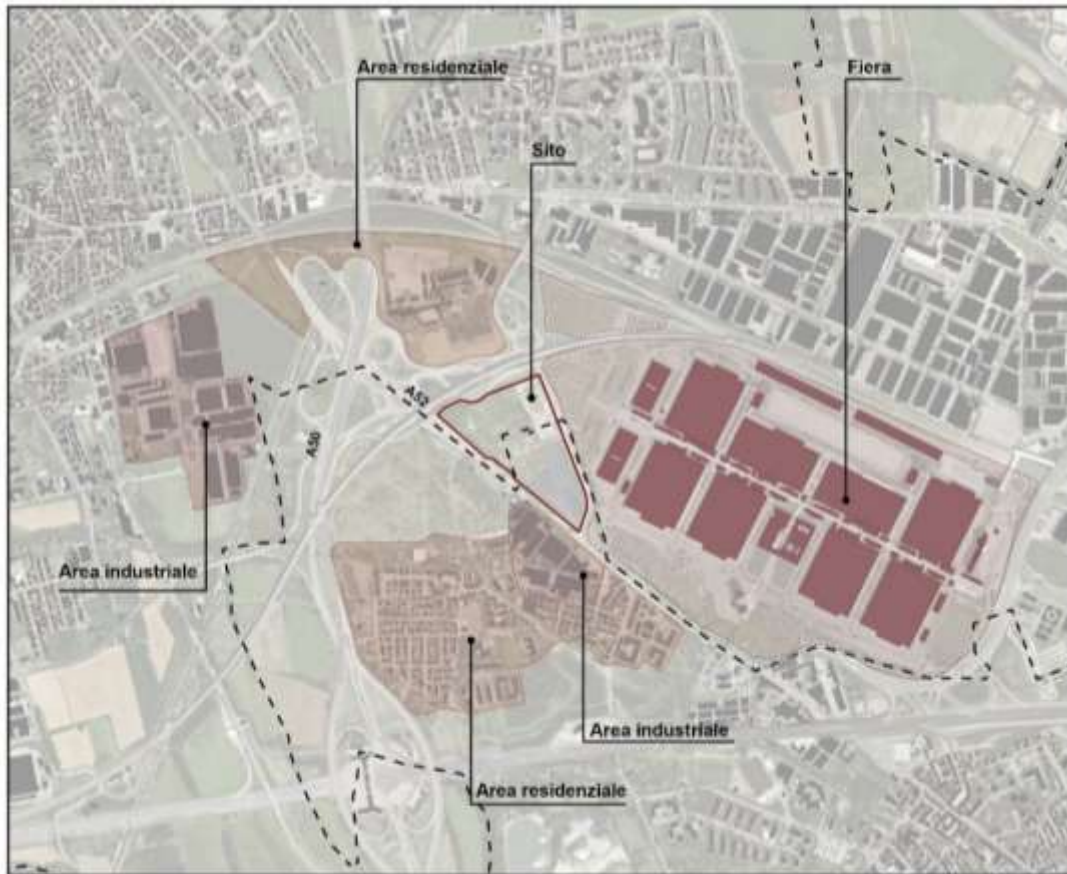 Area residenziale
Fiera
Sito
A52
A50
Area industriale
Area industriale
Area residenziale